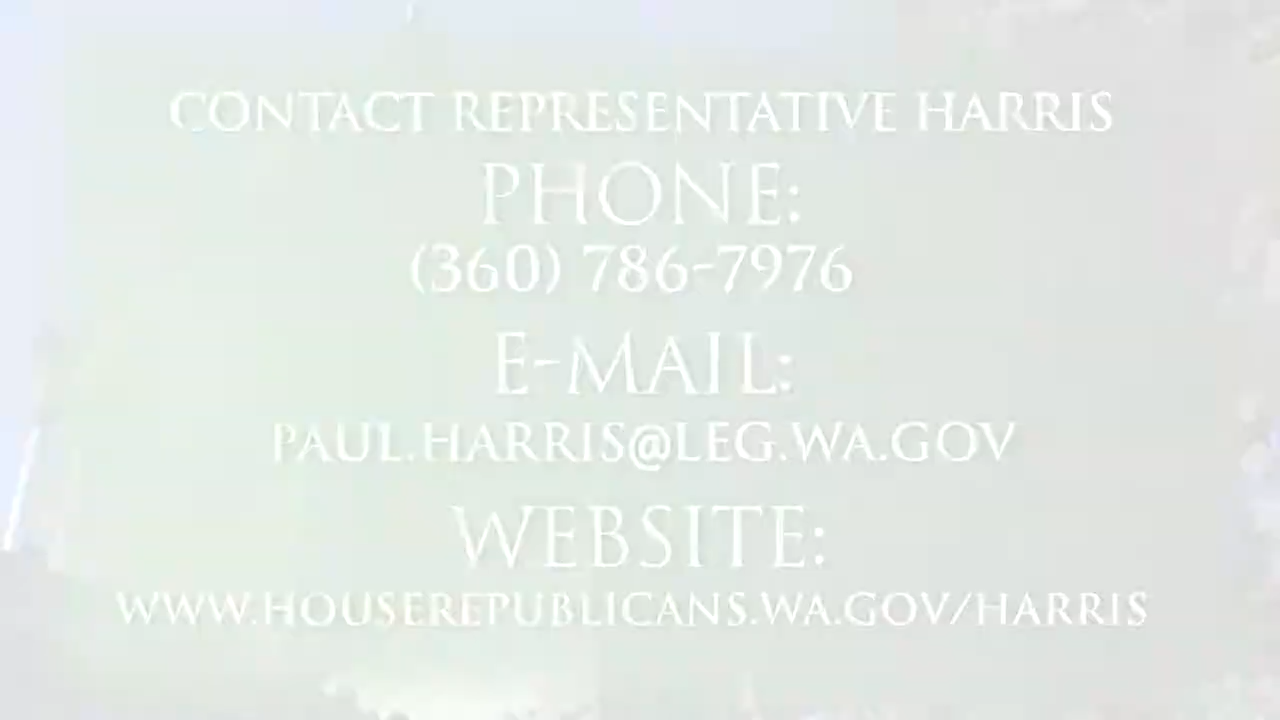 CONTACT REPRESENTATIVE HARRIS
PHONE:
(360) 786-7976
E-MAIL:
PAUL.HARRIS@LEG.WA.GOV
WEBSITE:
WWW.HOUSEREPUBLICANS.WA.GOV/HARRIS